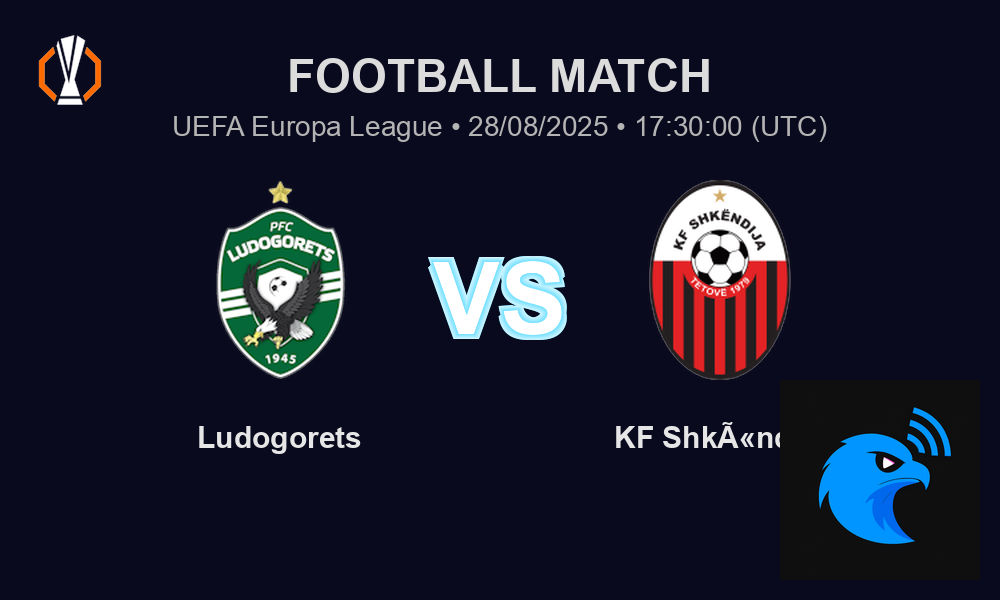 FOOTBALL MATCH
UEFA Europa League • 28/08/2025 • 17:30:00 (UTC)
PFC
LUDOGORETS
1945
KF SHKËNDIJA
TETOVË 1979
VS
Ludogorets
KF ShkÃ«nd